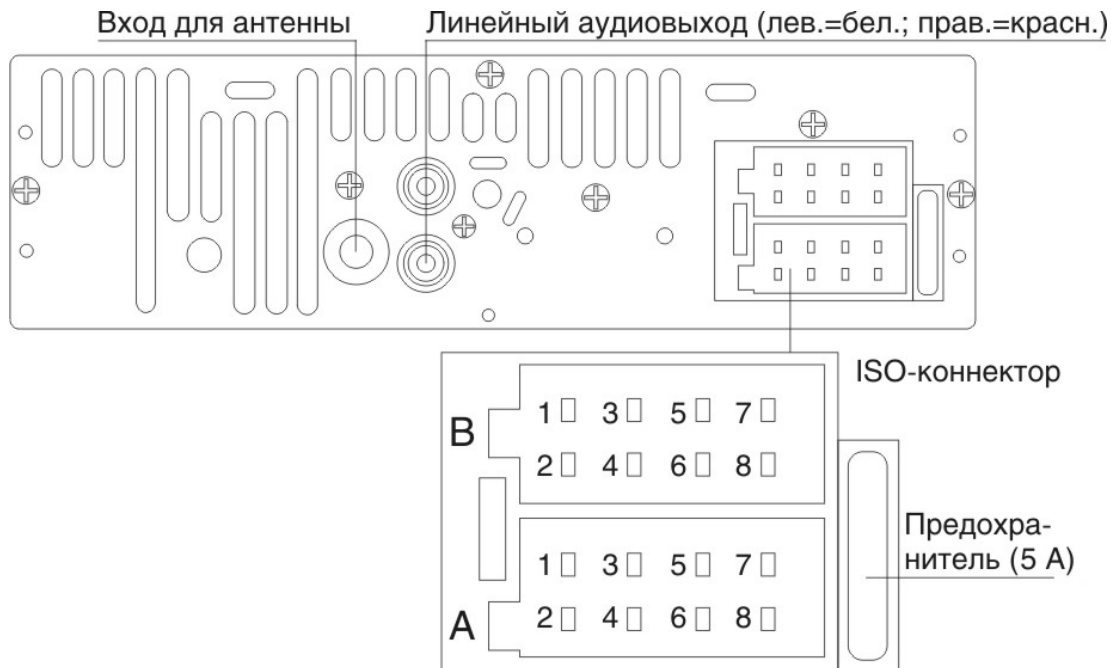 Вход для антенны
Линейный аудиовыход (лев.=бел.; прав.=красн.)
ISO-коннектор
B
1 3 5 7
2 4 6 8
Предохра-
нитель (5 А)
A
1 3 5 7
2 4 6 8